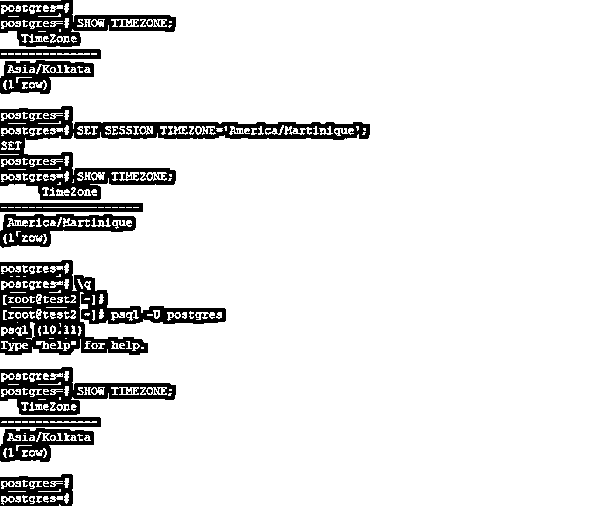 postgres=#
postgres=# SHOW TIMEZONE;
TimeZone
--------------
Asia/Kolkata
(1 row)
postgres=#
postgres=# SET SESSION TIMEZONE='America/Martinique';
SET
postgres=#
postgres=# SHOW TIMEZONE;
TimeZone
--------------------
America/Martinique
(1 row)
postgres=#
postgres=# \q
[root@test2 ~]#
[root@test2 ~]# psql -U postgres
psql (10.11)
Type "help" for help.
postgres=#
postgres=# SHOW TIMEZONE;
TimeZone
--------------
Asia/Kolkata
(1 row)
postgres=#
postgres=#